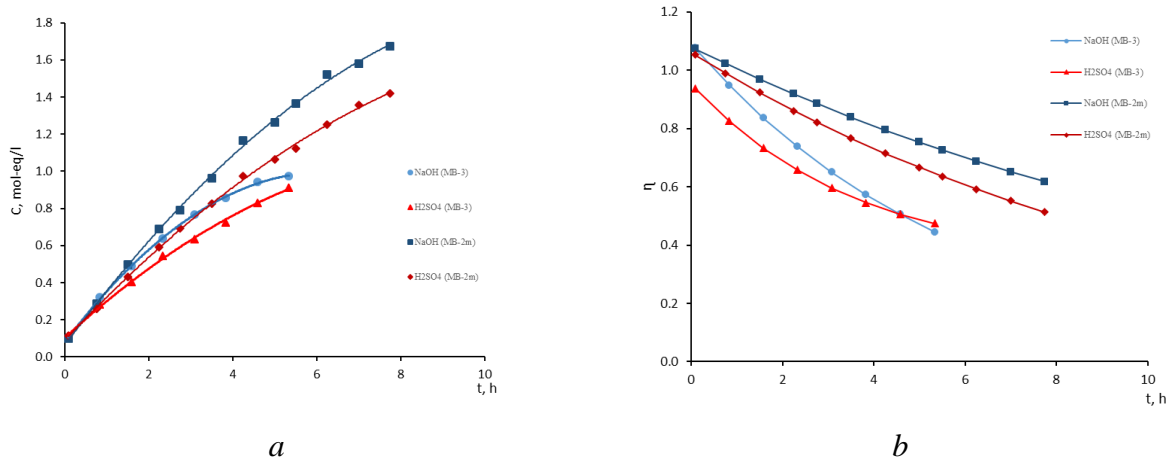 1.8
1.6
1.4
1.2
1.0
0.8
0.6
0.4
0.2
0.0
C, mol-eq/l
0 2 4 6 8 10
t, h
NaOH (MB-3)
H2SO4 (MB-3)
NaOH (MB-2m)
H2SO4 (MB-2m)
a
η
1.2
1.0
0.8
0.6
0.4
0.2
0.0
0 2 4 6 8 10
t, h
NaOH (MB-3)
H2SO4 (MB-3)
NaOH (MB-2m)
H2SO4 (MB-2m)
b